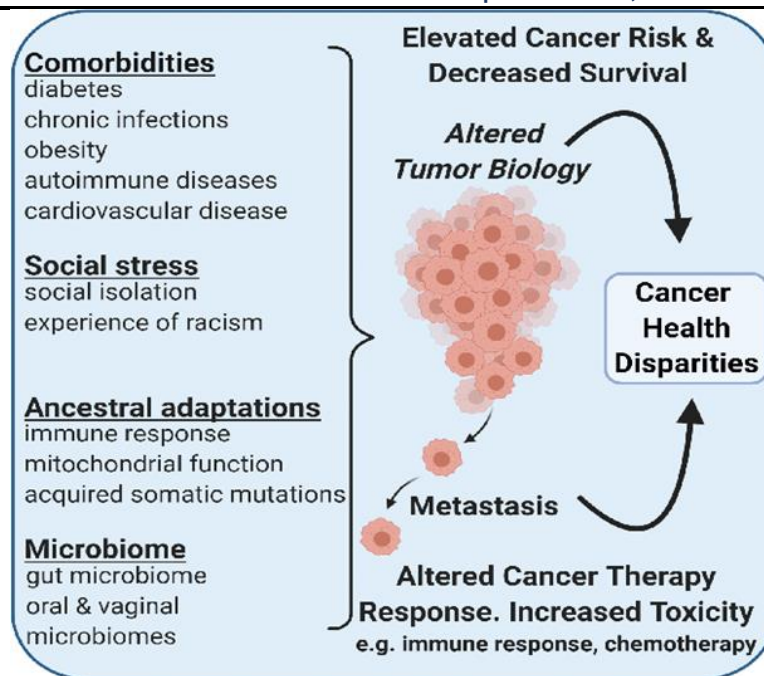 Comorbidities
diabetes
chronic infections
obesity
autoimmune diseases
cardiovascular disease
Social stress
social isolation
experience of racism
Ancestral adaptations
immune response
mitochondrial function
acquired somatic mutations
Microbiome
gut microbiome
oral & vaginal
microbiomes
Elevated Cancer Risk &
Decreased Survival
Altered
Tumor Biology
Cancer
Health
Disparities
Metastasis
Altered Cancer Therapy
Response. Increased Toxicity
e.g. immune response, chemotherapy